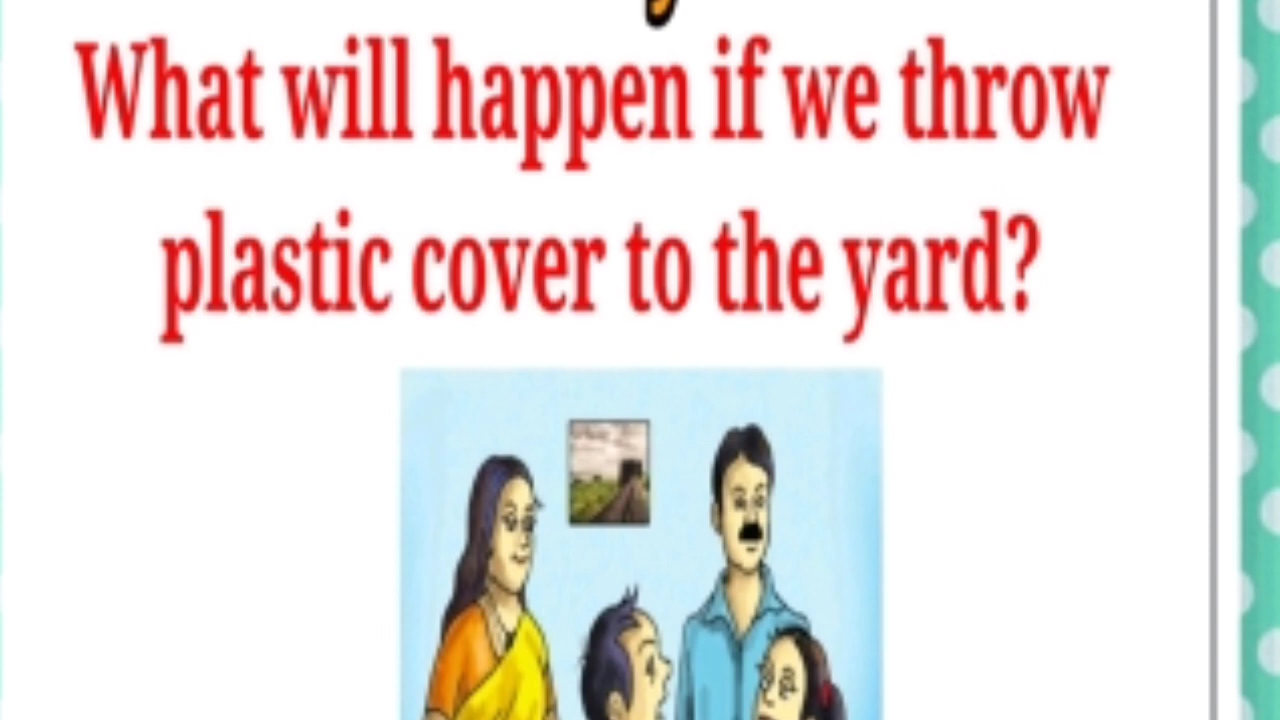 What will happen if we throw
plastic cover to the yard?